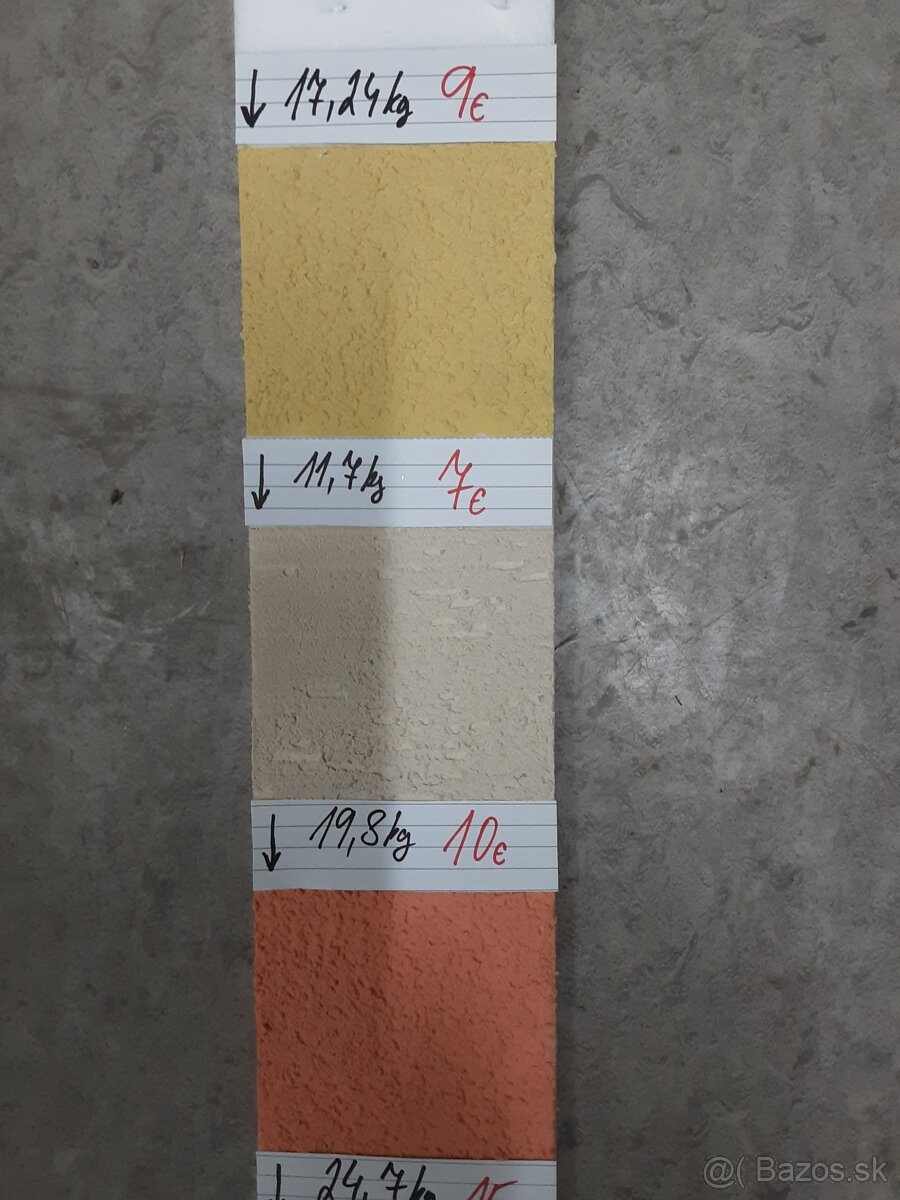 ↓ 17,24kg 9€
↓ 11,7kg 7€
↓ 19,8kg 10€
↓ 24,7kg
@( Bazos.sk